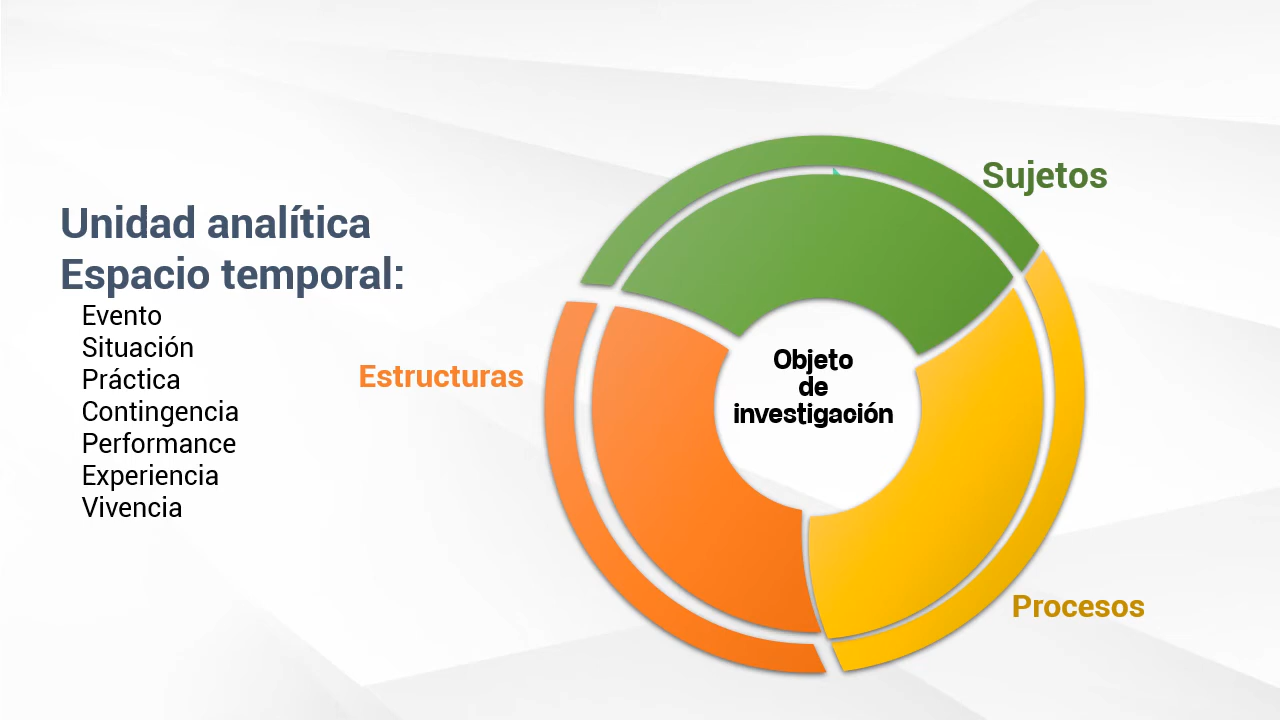 Unidad analítica
Espacio temporal:
Evento
Situación
Práctica
Contingencia
Performance
Experiencia
Vivencia
Sujetos
Estructuras
Objeto
de
investigación
Procesos